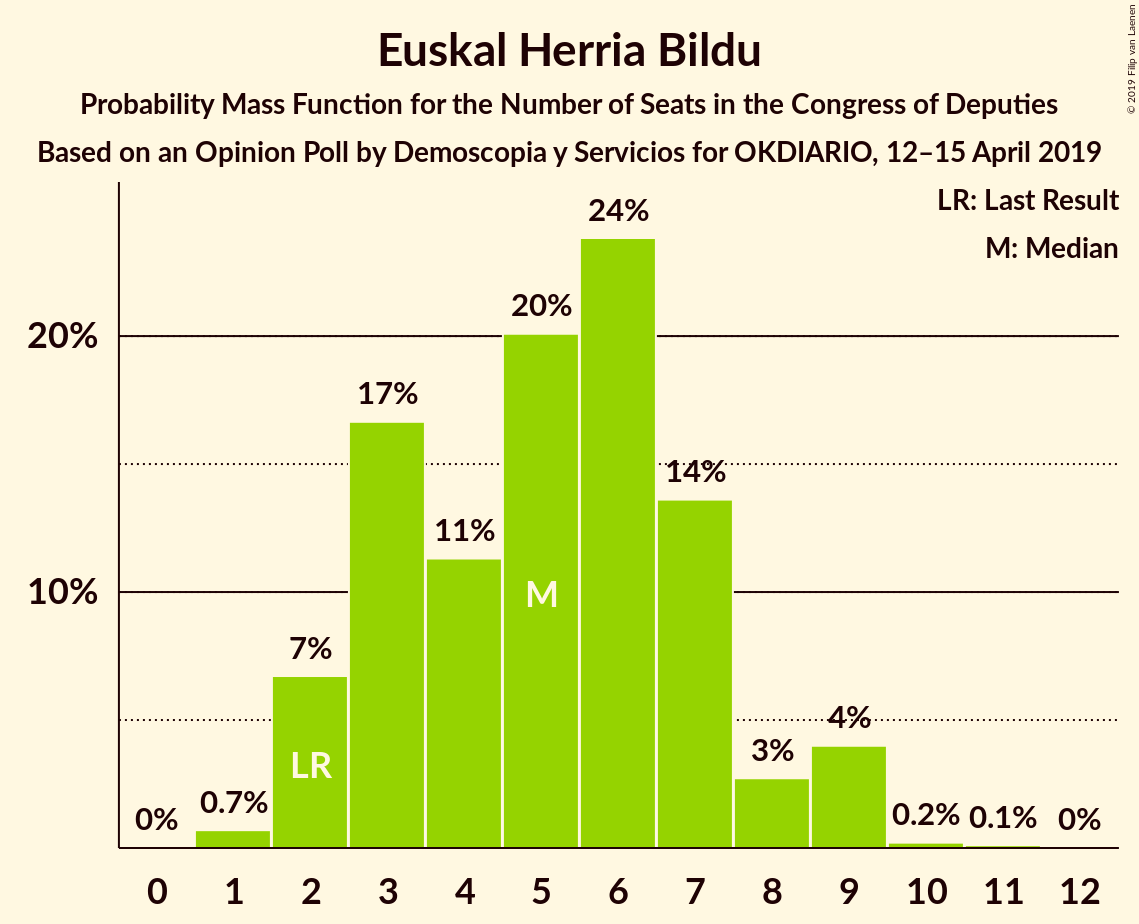 Euskal Herria Bildu
Probability Mass Function for the Number of Seats in the Congress of Deputies
Based on an Opinion Poll by Demoscopia y Servicios for OKDIARIO, 12–15 April 2019
© 2019 Filip van Laenen
LR: Last Result
M: Median
20%
10%
0%
0.7%
7%
17%
11%
20%
24%
14%
3%
4%
0.2%
0.1%
0%
LR
M
0 1 2 3 4 5 6 7 8 9 10 11 12